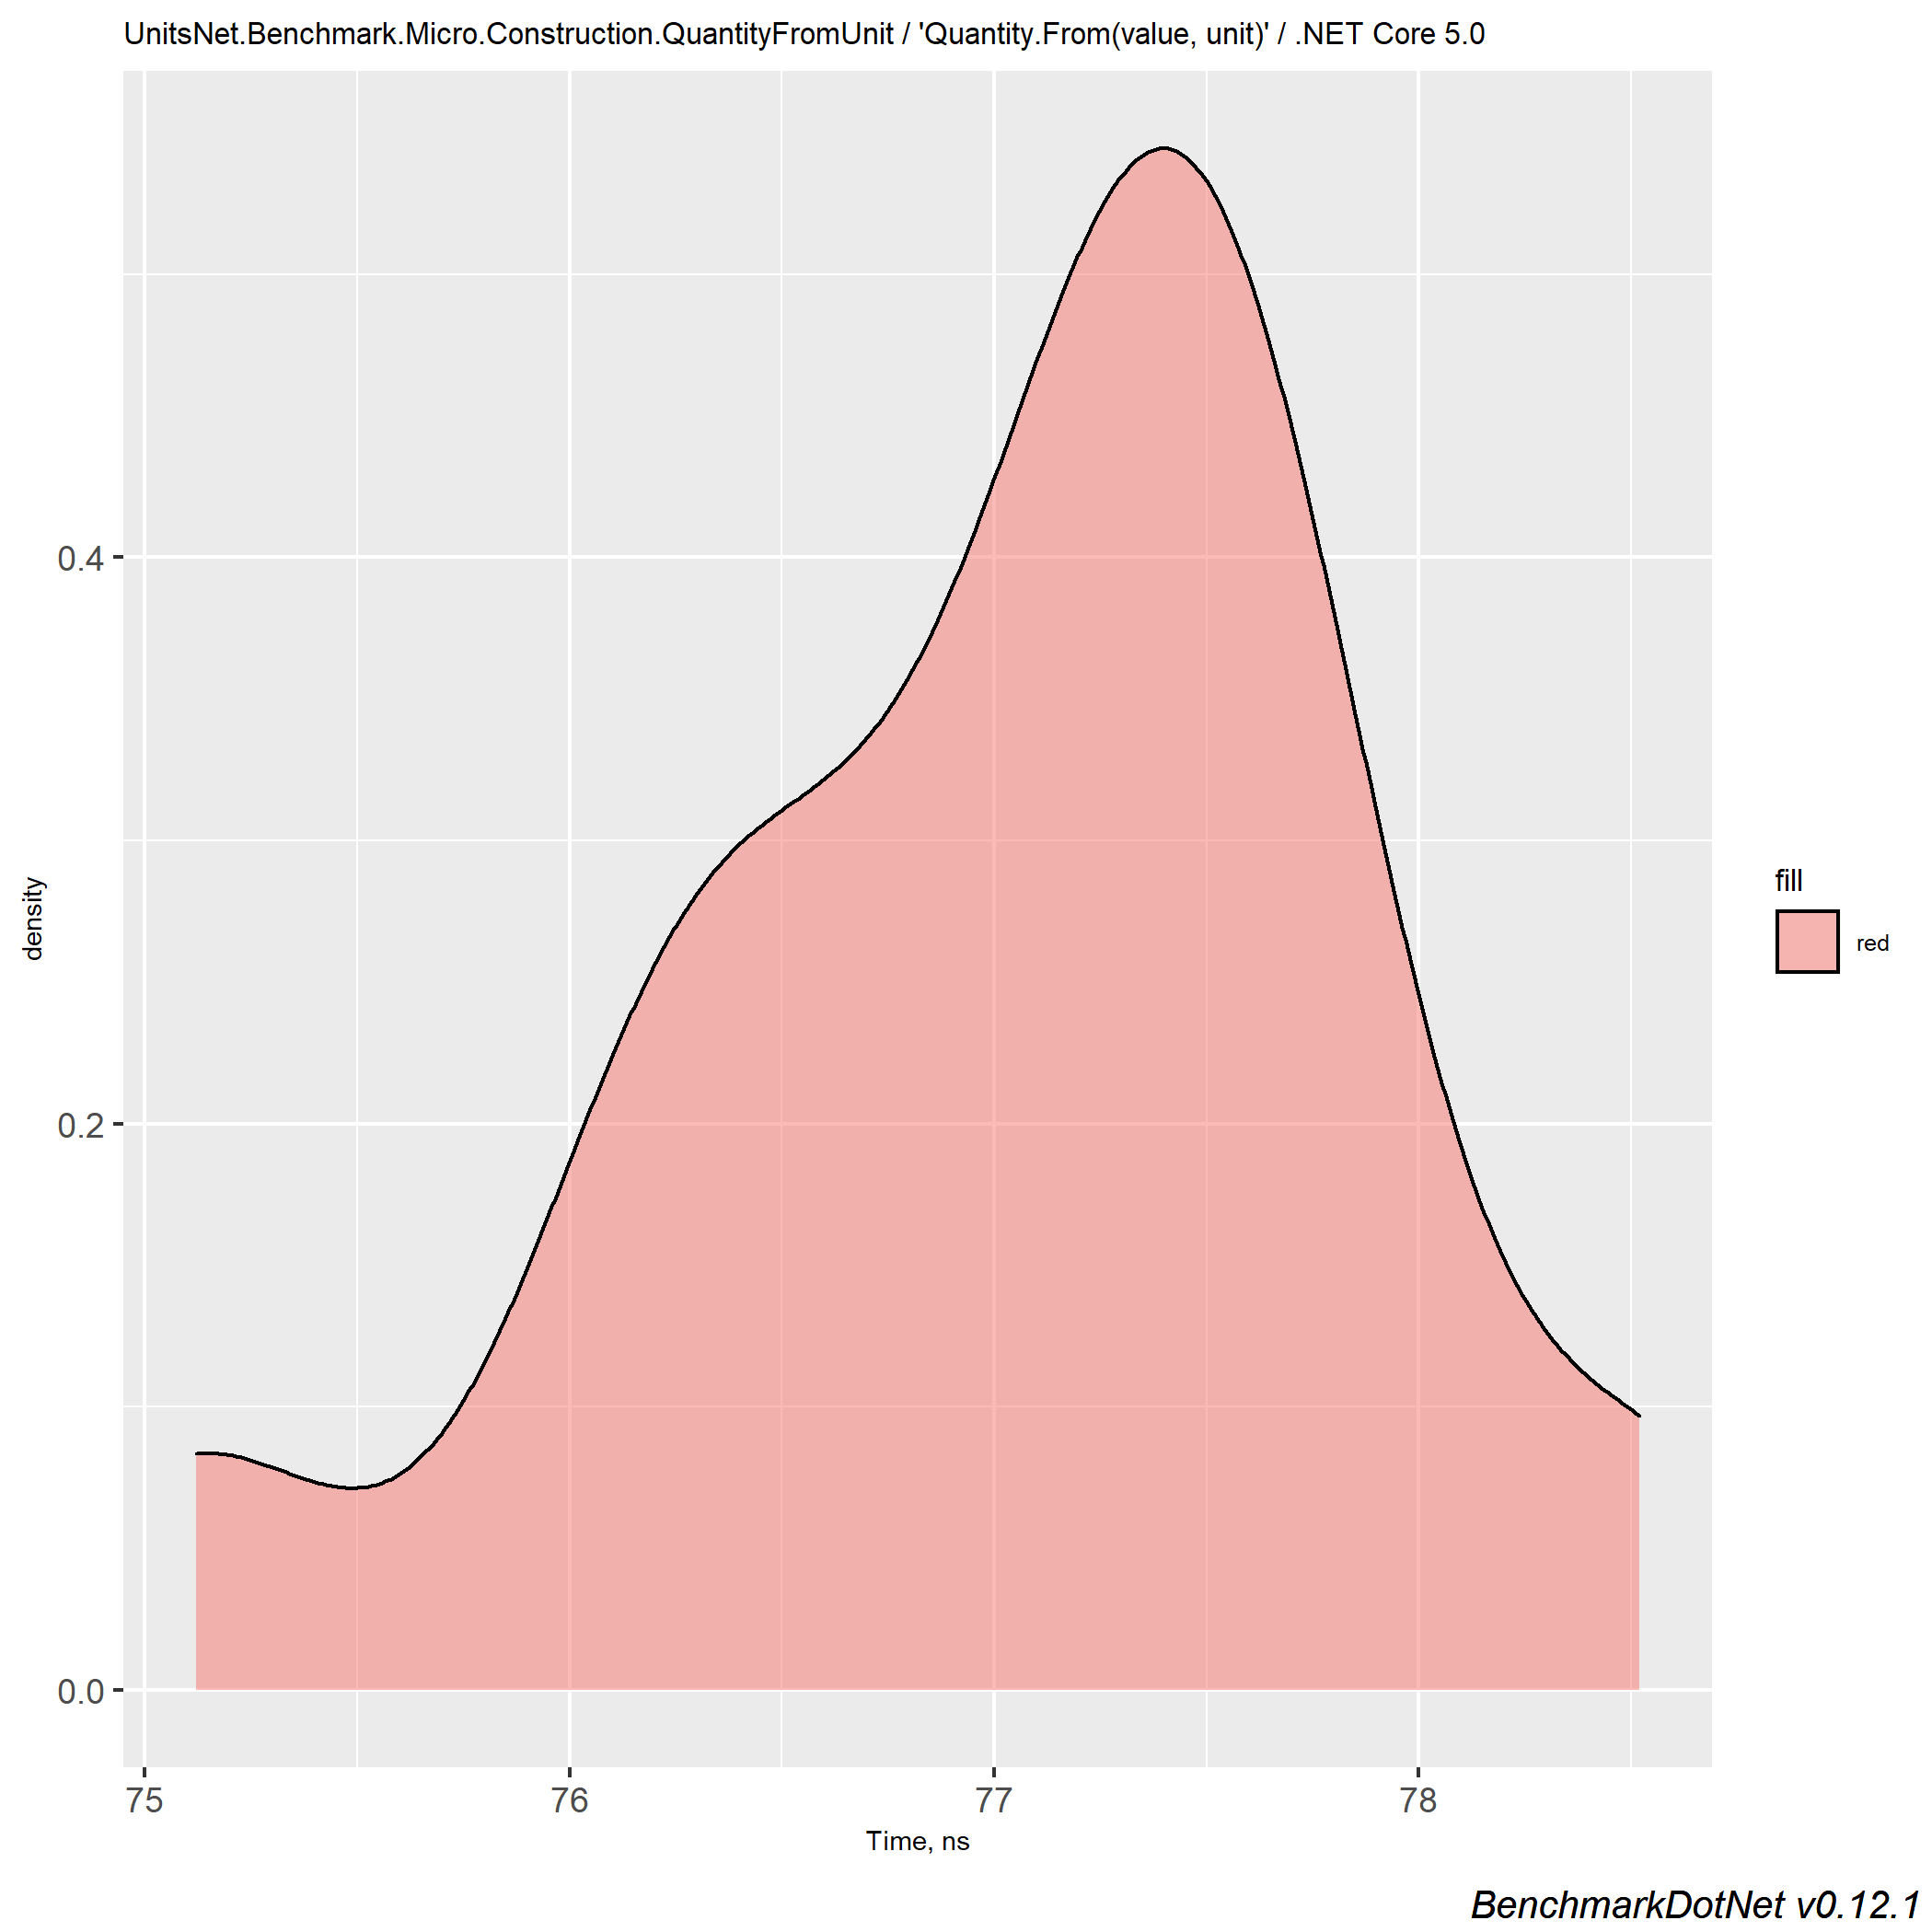 UnitsNet.Benchmark.Micro.Construction.QuantityFromUnit / 'Quantity.From(value, unit)' / .NET Core 5.0
0.4
0.2
0.0
density
75 76 77 78
Time, ns
fill
red
BenchmarkDotNet v0.12.1